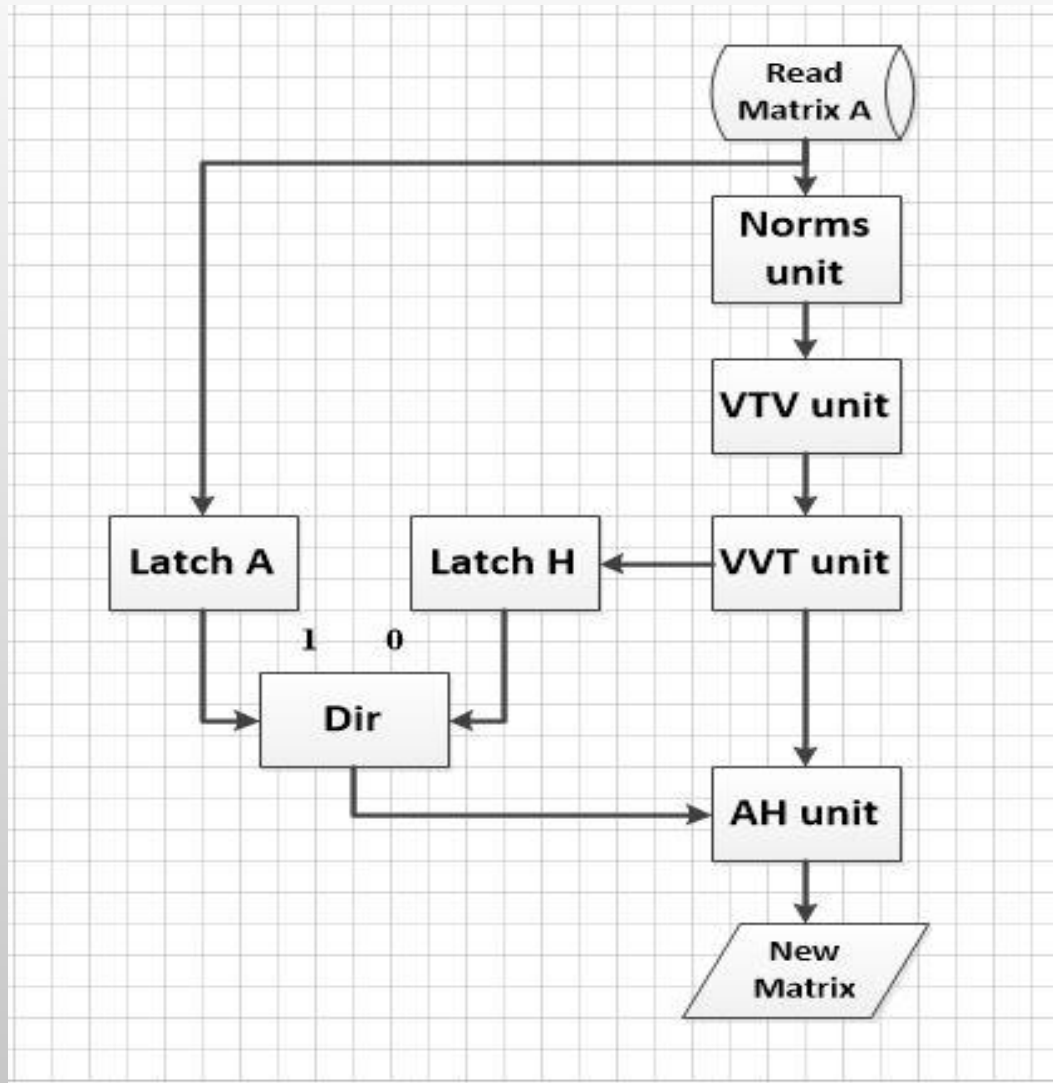 Read
Matrix A
Norms
unit
VTV unit
Latch A
Latch H
VVT unit
1
0
Dir
AH unit
New
Matrix